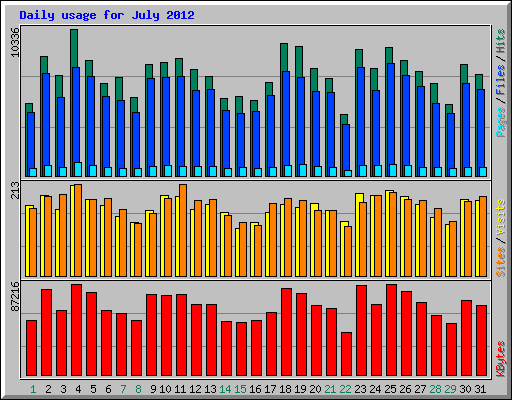 Daily usage for July 2012
10336
Pages / Files / Hits
213
Sites / Visits
87216
KBytes
1 2 3 4 5 6 7 8 9 10 11 12 13 14 15 16 17 18 19 20 21 22 23 24 25 26 27 28 29 30 31